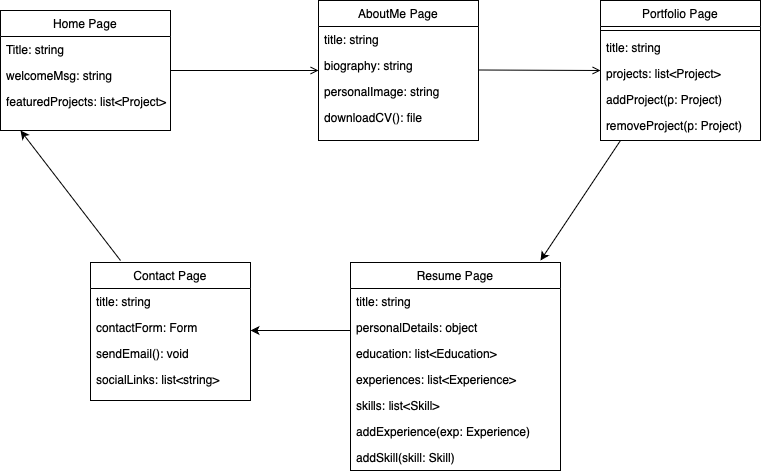 Home Page
Title: string
welcomeMsg: string
featuredProjects: list<Project>
AboutMe Page
title: string
biography: string
personalImage: string
downloadCV(): file
Portfolio Page
title: string
projects: list<Project>
addProject(p: Project)
removeProject(p: Project)
Contact Page
title: string
contactForm: Form
sendEmail(): void
socialLinks: list<string>
Resume Page
title: string
personalDetails: object
education: list<Education>
experiences: list<Experience>
skills: list<Skill>
addExperience(exp: Experience)
addSkill(skill: Skill)